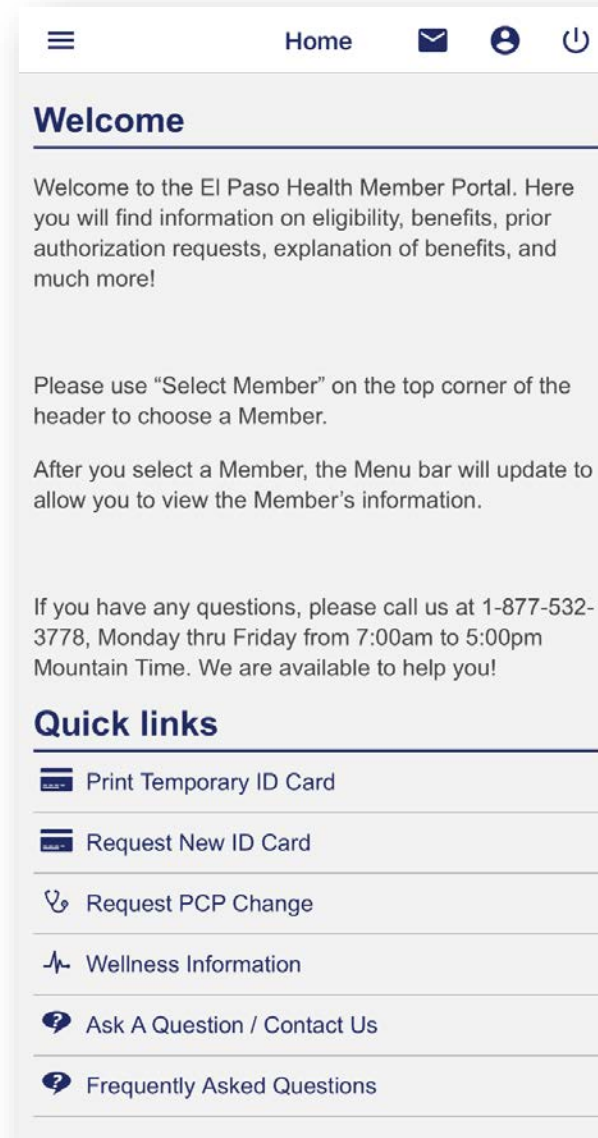 Home
Welcome
Welcome to the El Paso Health Member Portal. Here
you will find information on eligibility, benefits, prior
authorization requests, explanation of benefits, and
much more!
Please use “Select Member” on the top corner of the
header to choose a Member.
After you select a Member, the Menu bar will update to
allow you to view the Member’s information.
If you have any questions, please call us at 1-877-532-
3778, Monday thru Friday from 7:00am to 5:00pm
Mountain Time. We are available to help you!
Quick links
Print Temporary ID Card
Request New ID Card
Request PCP Change
Wellness Information
Ask A Question / Contact Us
Frequently Asked Questions